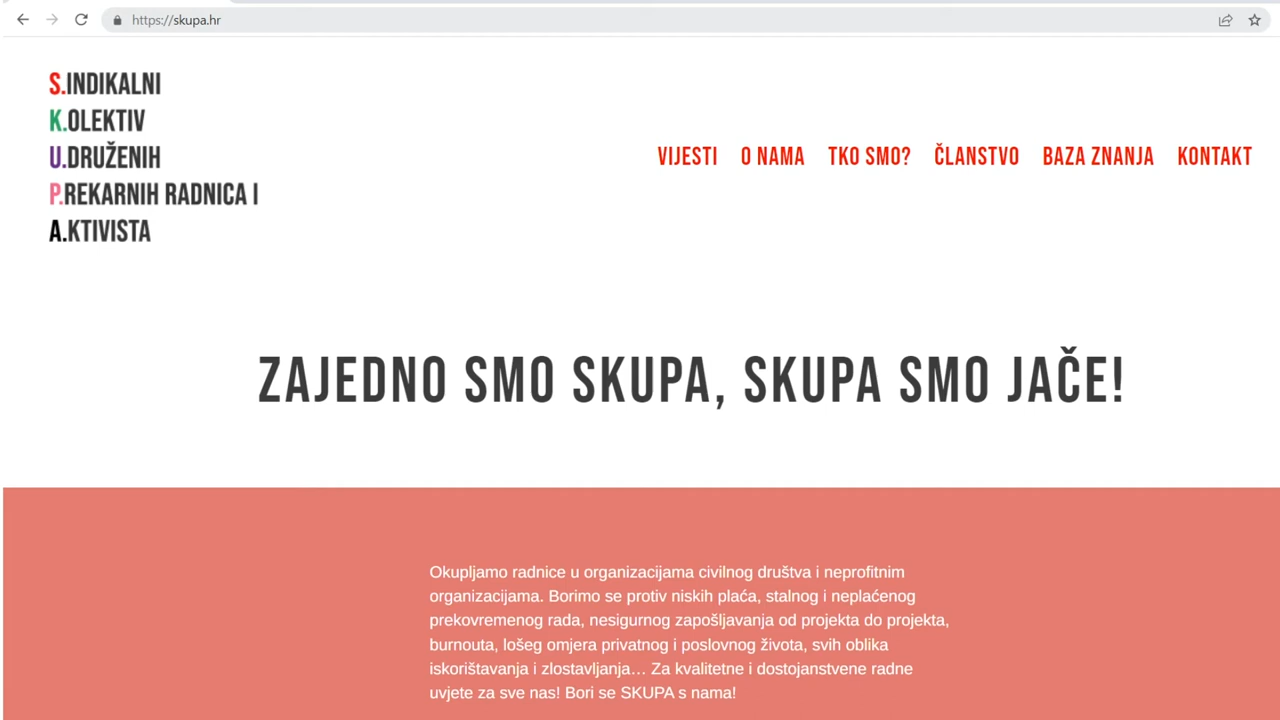 https://skupa.hr
S.INDIKALNI
K.OLEKTIV
U.DRUŽENIH
P.REKARNIH RADNICA I
A.KTIVISTA
VIJESTI O NAMA TKO SMO? ČLANSTVO BAZA ZNANJA KONTAKT
ZAJEDNO SMO SKUPA, SKUPA SMO JAČE!
Okupljamo radnice u organizacijama civilnog društva i neprofitnim
organizacijama. Borimo se protiv niskih plaća, stalnog i neplaćenog
prekovremenog rada, nesigurnog zapošljavanja od projekta do projekta,
burnouta, lošeg omjera privatnog i poslovnog života, svih oblika
iskorištavanja i zlostavljanja… Za kvalitetne i dostojanstvene radne
uvjete za sve nas! Bori se SKUPA s nama!